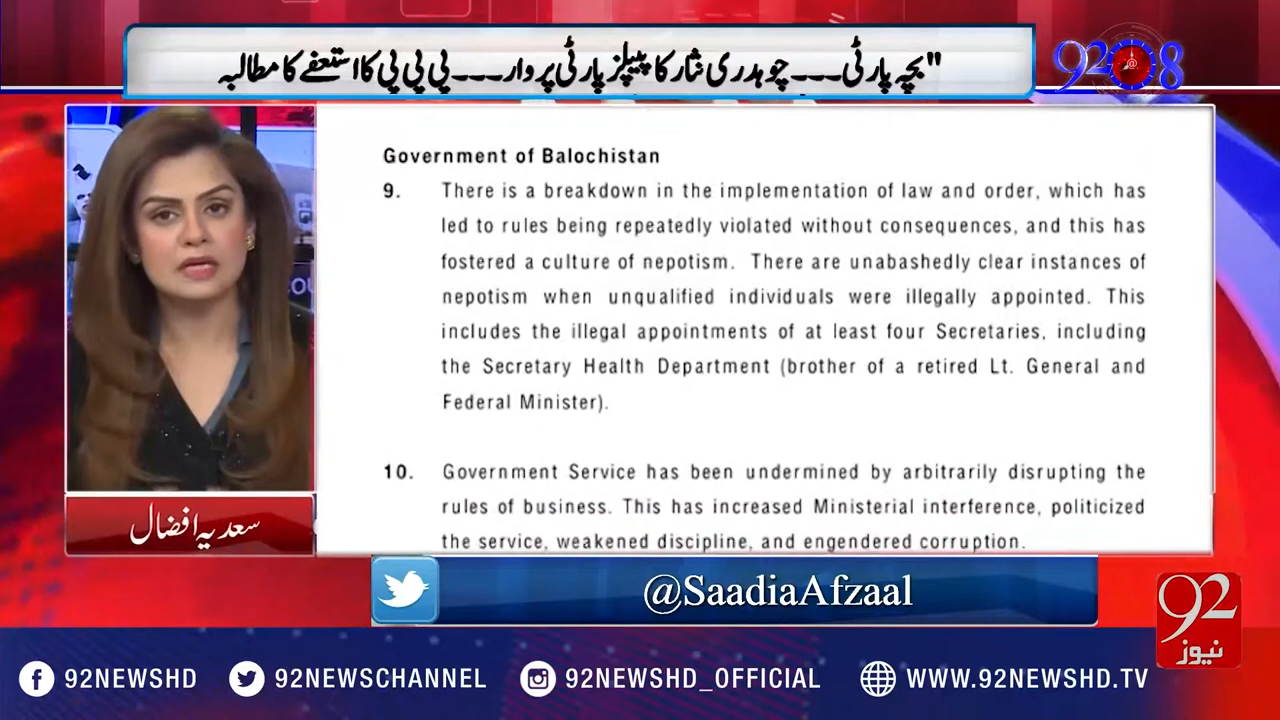 "بچہ پارٹی۔۔۔چوہدری نثار کا پیپلز پارٹی پر وار۔۔۔پی پی پی کا استعفے کا مطالبہ
92@08
Government of Balochistan
9. There is a breakdown in the implementation of law and order, which has
led to rules being repeatedly violated without consequences, and this has
fostered a culture of nepotism. There are unabashedly clear instances of
nepotism when unqualified individuals were illegally appointed. This
includes the illegal appointments of at least four Secretaries, including
the Secretary Health Department (brother of a retired Lt. General and
Federal Minister).
10. Government Service has been undermined by arbitrarily disrupting the
rules of business. This has increased Ministerial interference, politicized
the service, weakened discipline, and engendered corruption.
سعدیہ افضال
@SaadiaAfzaal
92
نیوز
92NEWSHD 92NEWSCHANNEL 92NEWSHD_OFFICIAL WWW.92NEWSHD.TV